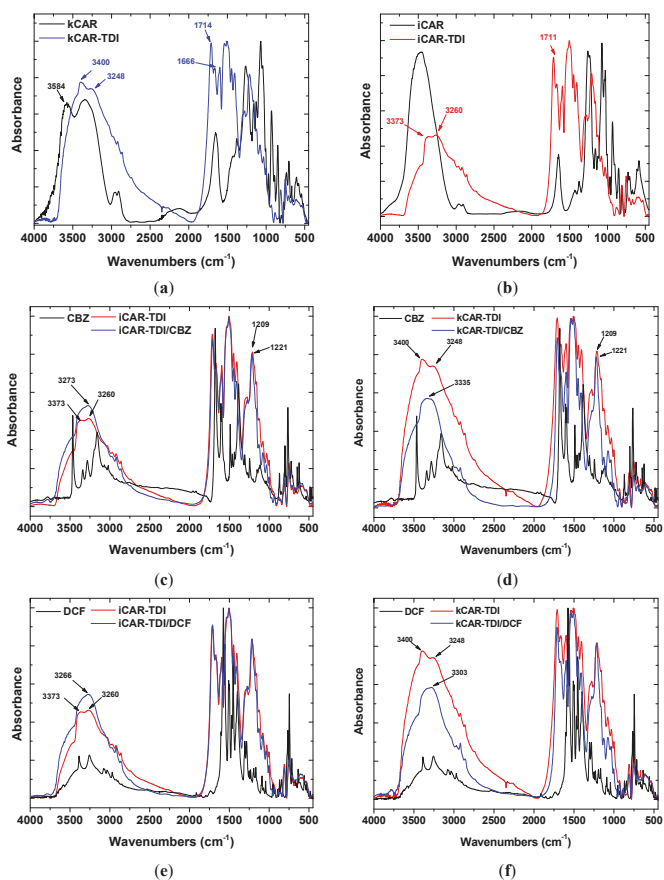 kCAR
kCAR-TDI
1714
1666
3400
3248
3584
Absorbance
4000 3500 3000 2500 2000 1500 1000 500
Wavenumbers (cm-1)
(a)
iCAR
iCAR-TDI
1711
3260
3373
Absorbance
4000 3500 3000 2500 2000 1500 1000 500
Wavenumbers (cm-1)
(b)
CBZ iCAR-TDI
iCAR-TDI/CBZ
1209
1221
3273
3373 3260
Absorbance
4000 3500 3000 2500 2000 1500 1000 500
Wavenumbers (cm-1)
(c)
CBZ kCAR-TDI
kCAR-TDI/CBZ
1209
1221
3400 3248
3335
Absorbance
4000 3500 3000 2500 2000 1500 1000 500
Wavenumbers (cm-1)
(d)
DCF iCAR-TDI
iCAR-TDI/DCF
3266
3373 3260
Absorbance
4000 3500 3000 2500 2000 1500 1000 500
Wavenumbers (cm-1)
(e)
DCF kCAR-TDI
kCAR-TDI/DCF
3400 3248
3303
Absorbance
4000 3500 3000 2500 2000 1500 1000 500
Wavenumbers (cm-1)
(f)